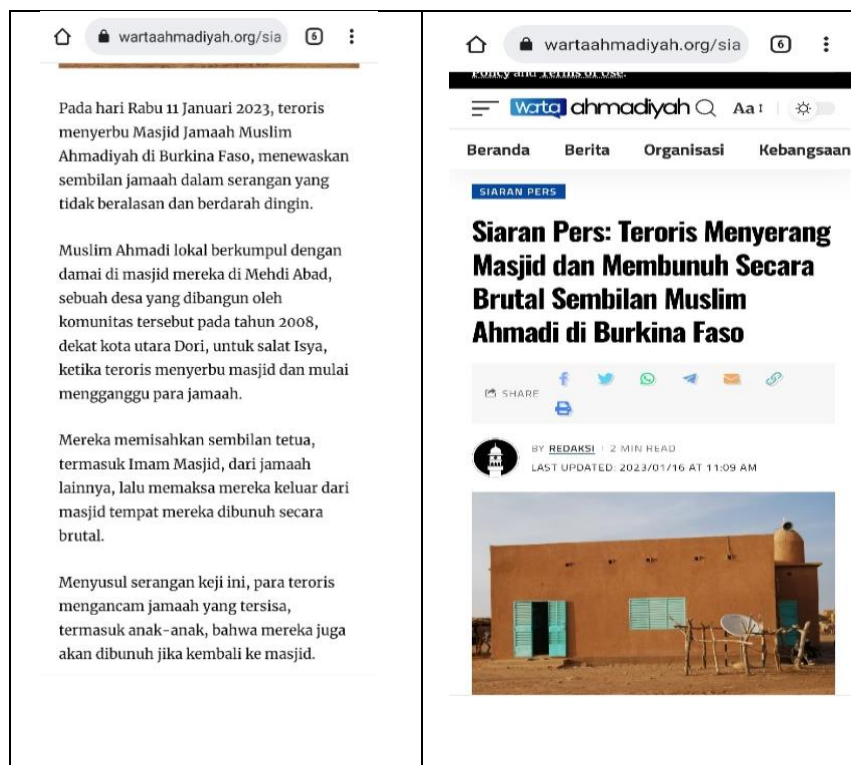 wartaahmadiyah.org/sia
6
Pada hari Rabu 11 Januari 2023, teroris
menyerbu Masjid Jamaah Muslim
Ahmadiyah di Burkina Faso, menewaskan
sembilan jamaah dalam serangan yang
tidak beralasan dan berdarah dingin.
Muslim Ahmadi lokal berkumpul dengan
damai di masjid mereka di Mehdi Abad,
sebuah desa yang dibangun oleh
komunitas tersebut pada tahun 2008,
dekat kota utara Dori, untuk salat Isya,
ketika teroris menyerbu masjid dan mulai
mengganggu para jamaah.
Mereka memisahkan sembilan tetua,
termasuk Imam Masjid, dari jamaah
lainnya, lalu memaksa mereka keluar dari
masjid tempat mereka dibunuh secara
brutal.
Menyusul serangan keji ini, para teroris
mengancam jamaah yang tersisa,
termasuk anak-anak, bahwa mereka juga
akan dibunuh jika kembali ke masjid.
wartaahmadiyah.org/sia
6
Policy and Terms of Use.
warta ahmadiyah Aa
Beranda Berita Organisasi Kebangsaan
SIARAN PERS
Siaran Pers: Teroris Menyerang
Masjid dan Membunuh Secara
Brutal Sembilan Muslim
Ahmadi di Burkina Faso
SHARE
BY REDAKSI 2 MIN READ
LAST UPDATED: 2023/01/16 AT 11:09 AM